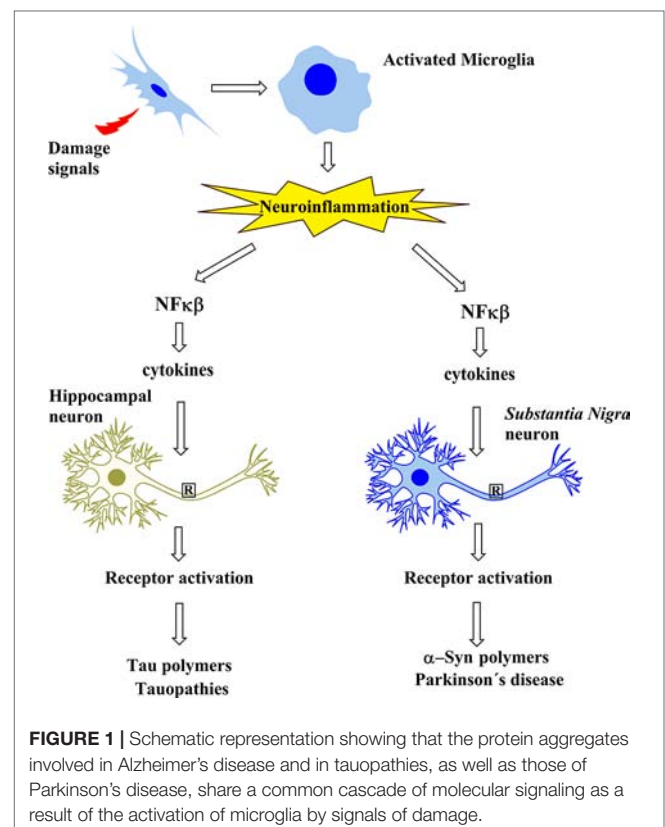 Activated Microglia
Damage
signals
Neuroinflammation
NFκβ
cytokines
Hippocampal
neuron
R
Receptor activation
Tau polymers
Tauopathies
NFκβ
cytokines
Substantia Nigra
neuron
R
Receptor activation
α–Syn polymers
Parkinson´s disease
FIGURE 1 | Schematic representation showing that the protein aggregates
involved in Alzheimer’s disease and in tauopathies, as well as those of
Parkinson’s disease, share a common cascade of molecular signaling as a
result of the activation of microglia by signals of damage.